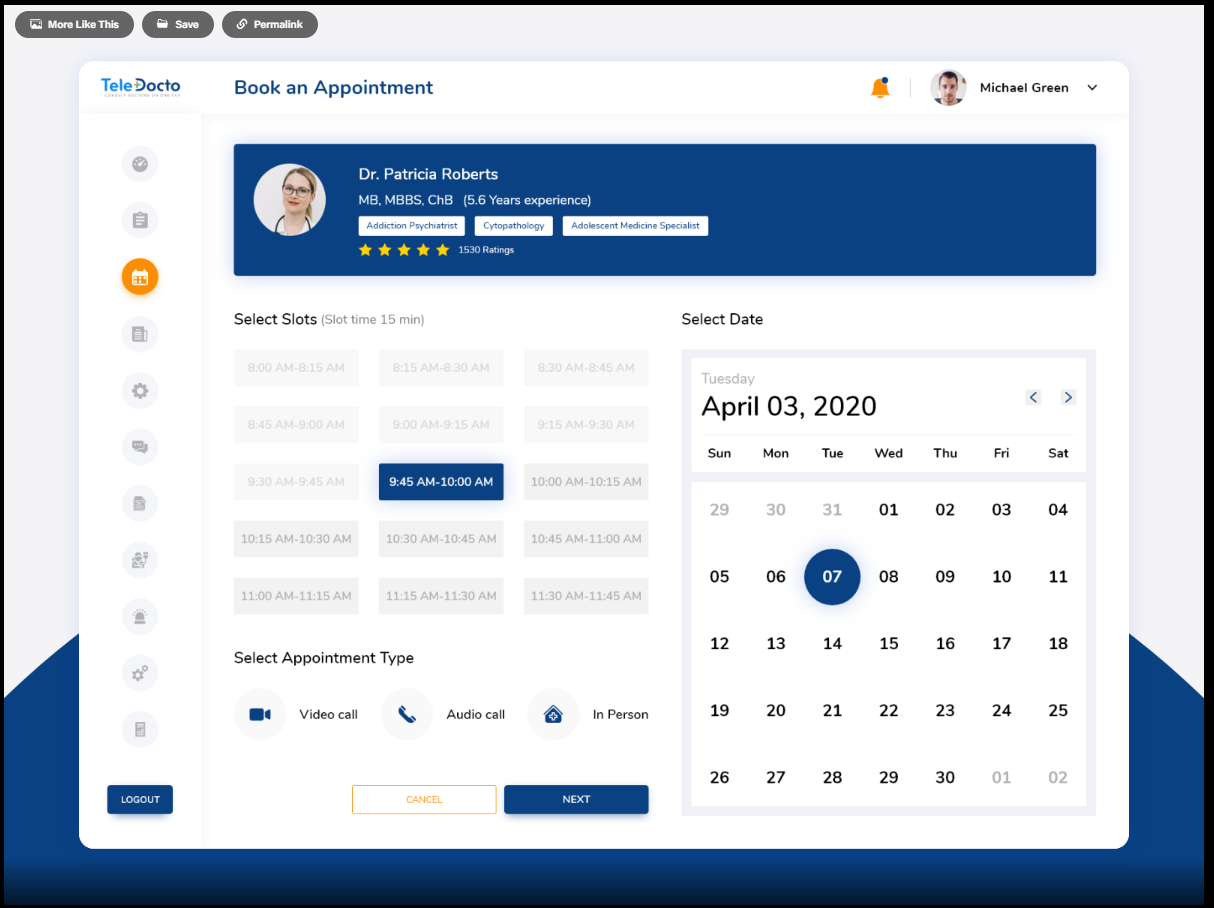 More Like This
Save
Permalink
Tele Docto
CONSULT DOCTORS ON ONE TAP
Book an Appointment
Michael Green
Dr. Patricia Roberts
MB, MBBS, ChB (5.6 Years experience)
Addiction Psychiatrist Cytopathology Adolescent Medicine Specialist
1530 Ratings
Select Slots (Slot time 15 min)
8:00 AM-8:15 AM 8:15 AM-8:30 AM 8:30 AM-8:45 AM
8:45 AM-9:00 AM 9:00 AM-9:15 AM 9:15 AM-9:30 AM
9:30 AM-9:45 AM 9:45 AM-10:00 AM 10:00 AM-10:15 AM
10:15 AM-10:30 AM 10:30 AM-10:45 AM 10:45 AM-11:00 AM
11:00 AM-11:15 AM 11:15 AM-11:30 AM 11:30 AM-11:45 AM
Select Appointment Type
Video call Audio call In Person
CANCEL NEXT
Select Date
Tuesday
April 03, 2020
Sun Mon Tue Wed Thu Fri Sat
29 30 31 01 02 03 04
05 06 07 08 09 10 11
12 13 14 15 16 17 18
19 20 21 22 23 24 25
26 27 28 29 30 01 02
LOGOUT